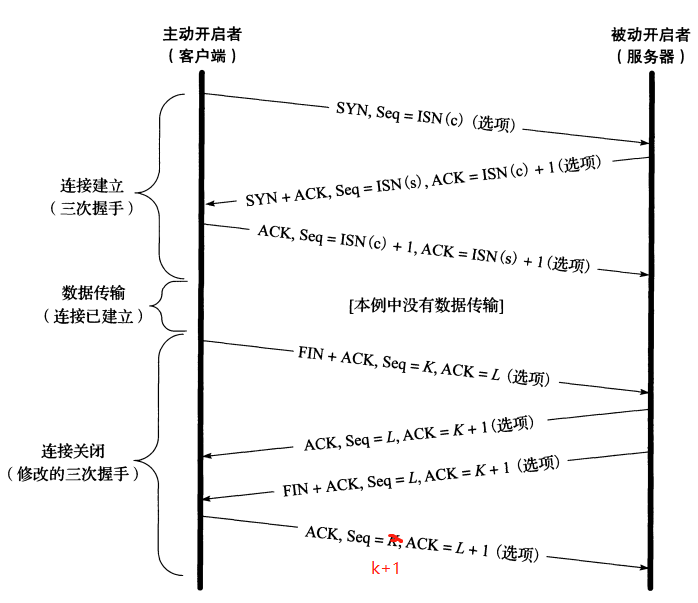 主动开启者
（客户端）
被动开启者
（服务器）
SYN, Seq = ISN(c)（选项）
SYN + ACK, Seq = ISN(s), ACK = ISN(c) + 1（选项）
连接建立
（三次握手）
ACK, Seq = ISN(c) + 1, ACK = ISN(s) + 1（选项）
数据传输
（连接已建立）
[本例中没有数据传输]
FIN + ACK, Seq = K, ACK = L（选项）
ACK, Seq = L, ACK = K + 1（选项）
连接关闭
（修改的三次握手）
FIN + ACK, Seq = L, ACK = K + 1（选项）
ACK, Seq = K, ACK = L + 1（选项）
k+1